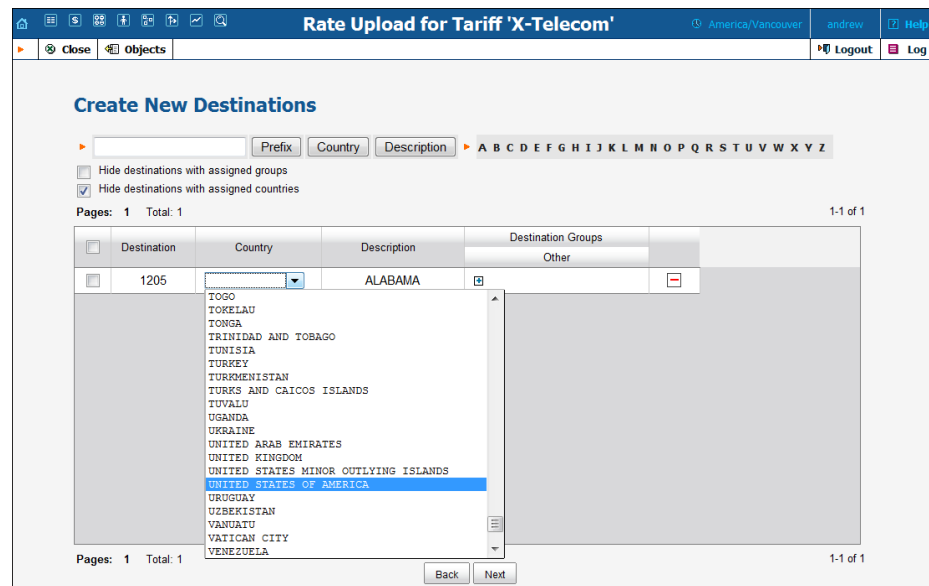 Rate Upload for Tariff 'X-Telecom' America/Vancouver andrew Help
Close Objects Logout Log
Create New Destinations
Prefix Country Description A B C D E F G H I J K L M N O P Q R S T U V W X Y Z
Hide destinations with assigned groups
Hide destinations with assigned countries
Pages: 1 Total: 1 1-1 of 1
Destination Country Description Destination Groups
Other
1205 ALABAMA
TOGO
TOKELAU
TONGA
TRINIDAD AND TOBAGO
TUNISIA
TURKEY
TURKMENISTAN
TURKS AND CAICOS ISLANDS
TUVALU
UGANDA
UKRAINE
UNITED ARAB EMIRATES
UNITED KINGDOM
UNITED STATES MINOR OUTLYING ISLANDS
UNITED STATES OF AMERICA
URUGUAY
UZBEKISTAN
VANUATU
VATICAN CITY
VENEZUELA
Pages: 1 Total: 1 1-1 of 1
Back Next